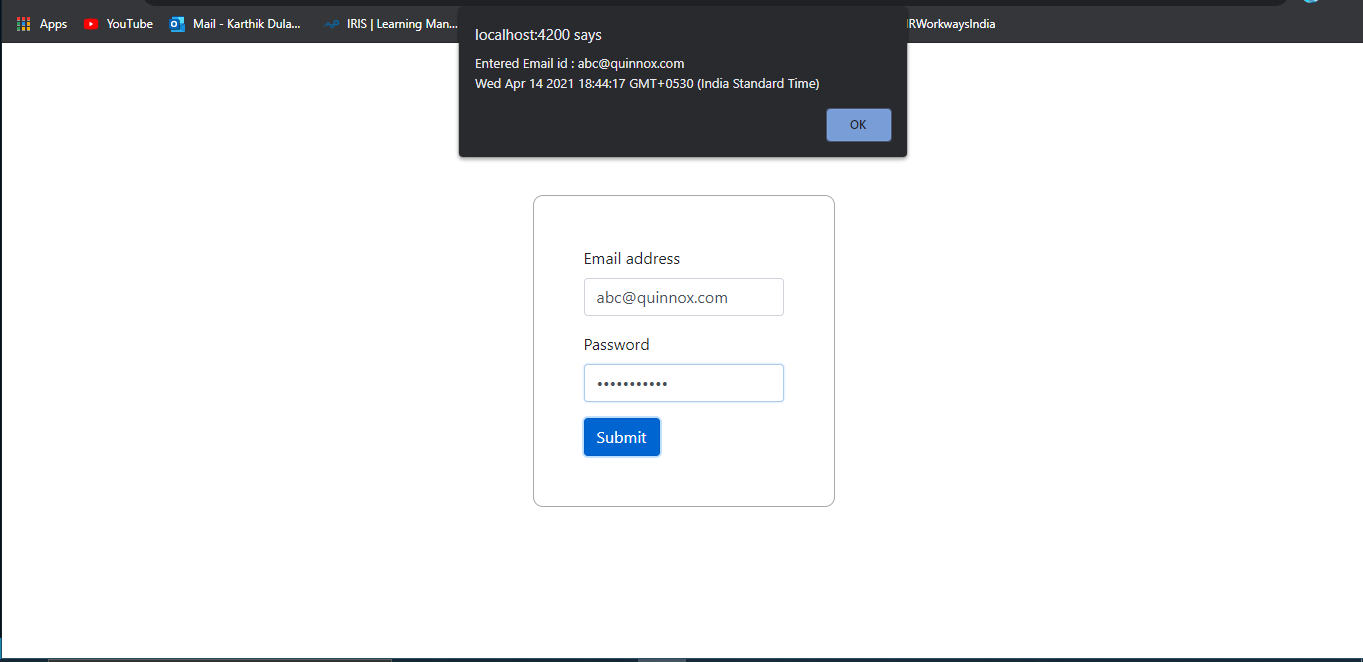 Apps YouTube Mail - Karthik Dula... IRIS | Learning Man... IRWorkwaysIndia
localhost:4200 says
Entered Email id : abc@quinnox.com
Wed Apr 14 2021 18:44:17 GMT+0530 (India Standard Time)
OK
Email address
abc@quinnox.com
Password
•••••••••••
Submit